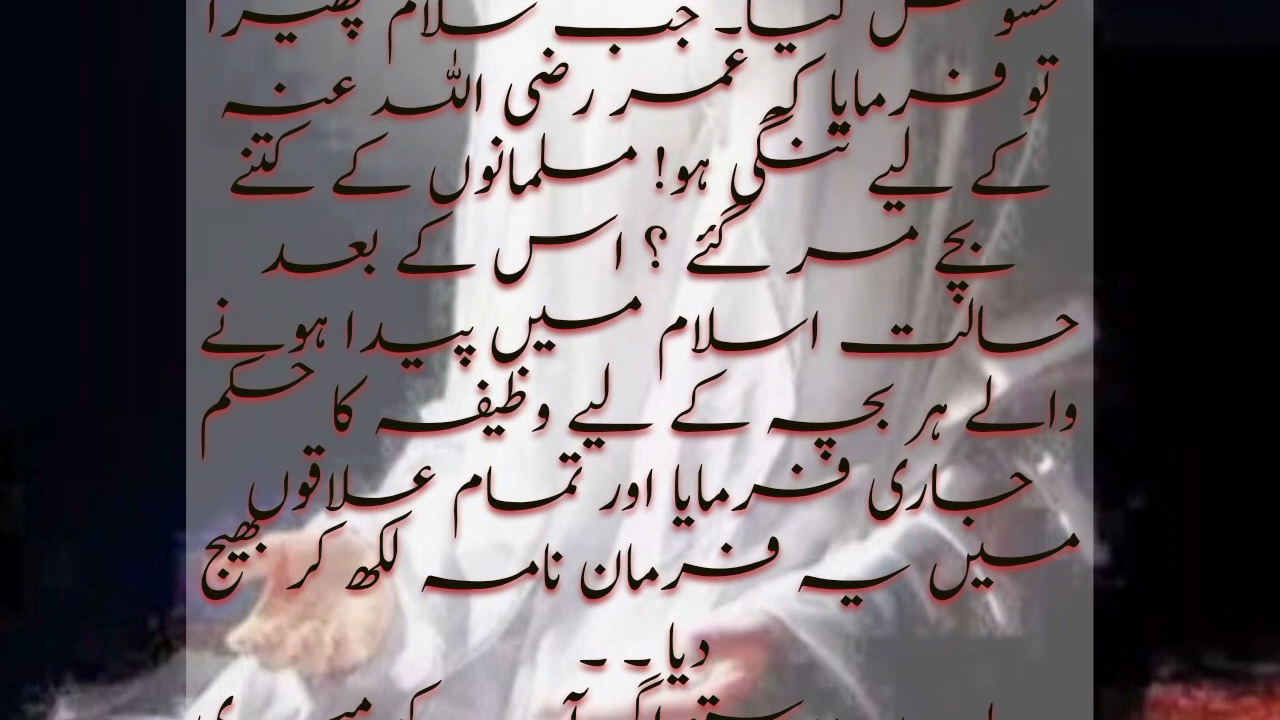 کیا۔ جب سلام پھیرا
تو فرمایا کہ عمر رضی اللہ عنہ
کے لیے تنگی ہو! مسلمانوں کے کتنے
بچے مر گئے ؟ اس کے بعد
حالت اسلام میں پیدا ہونے
والے ہر بچہ کے لیے وظیفہ کا حکم
جاری فرمایا اور تمام علاقوں
میں یہ فرمان نامہ لکھ کر بھیج
دیا ۔ ۔